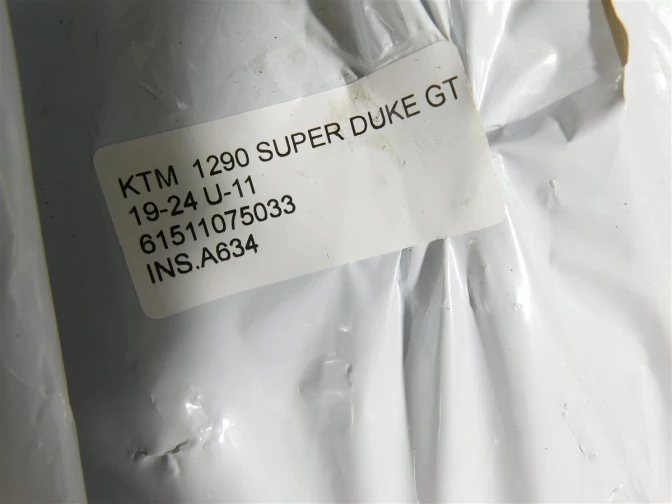 KTM 1290 SUPER DUKE GT
19-24 U-11
61511075033
INS.A634